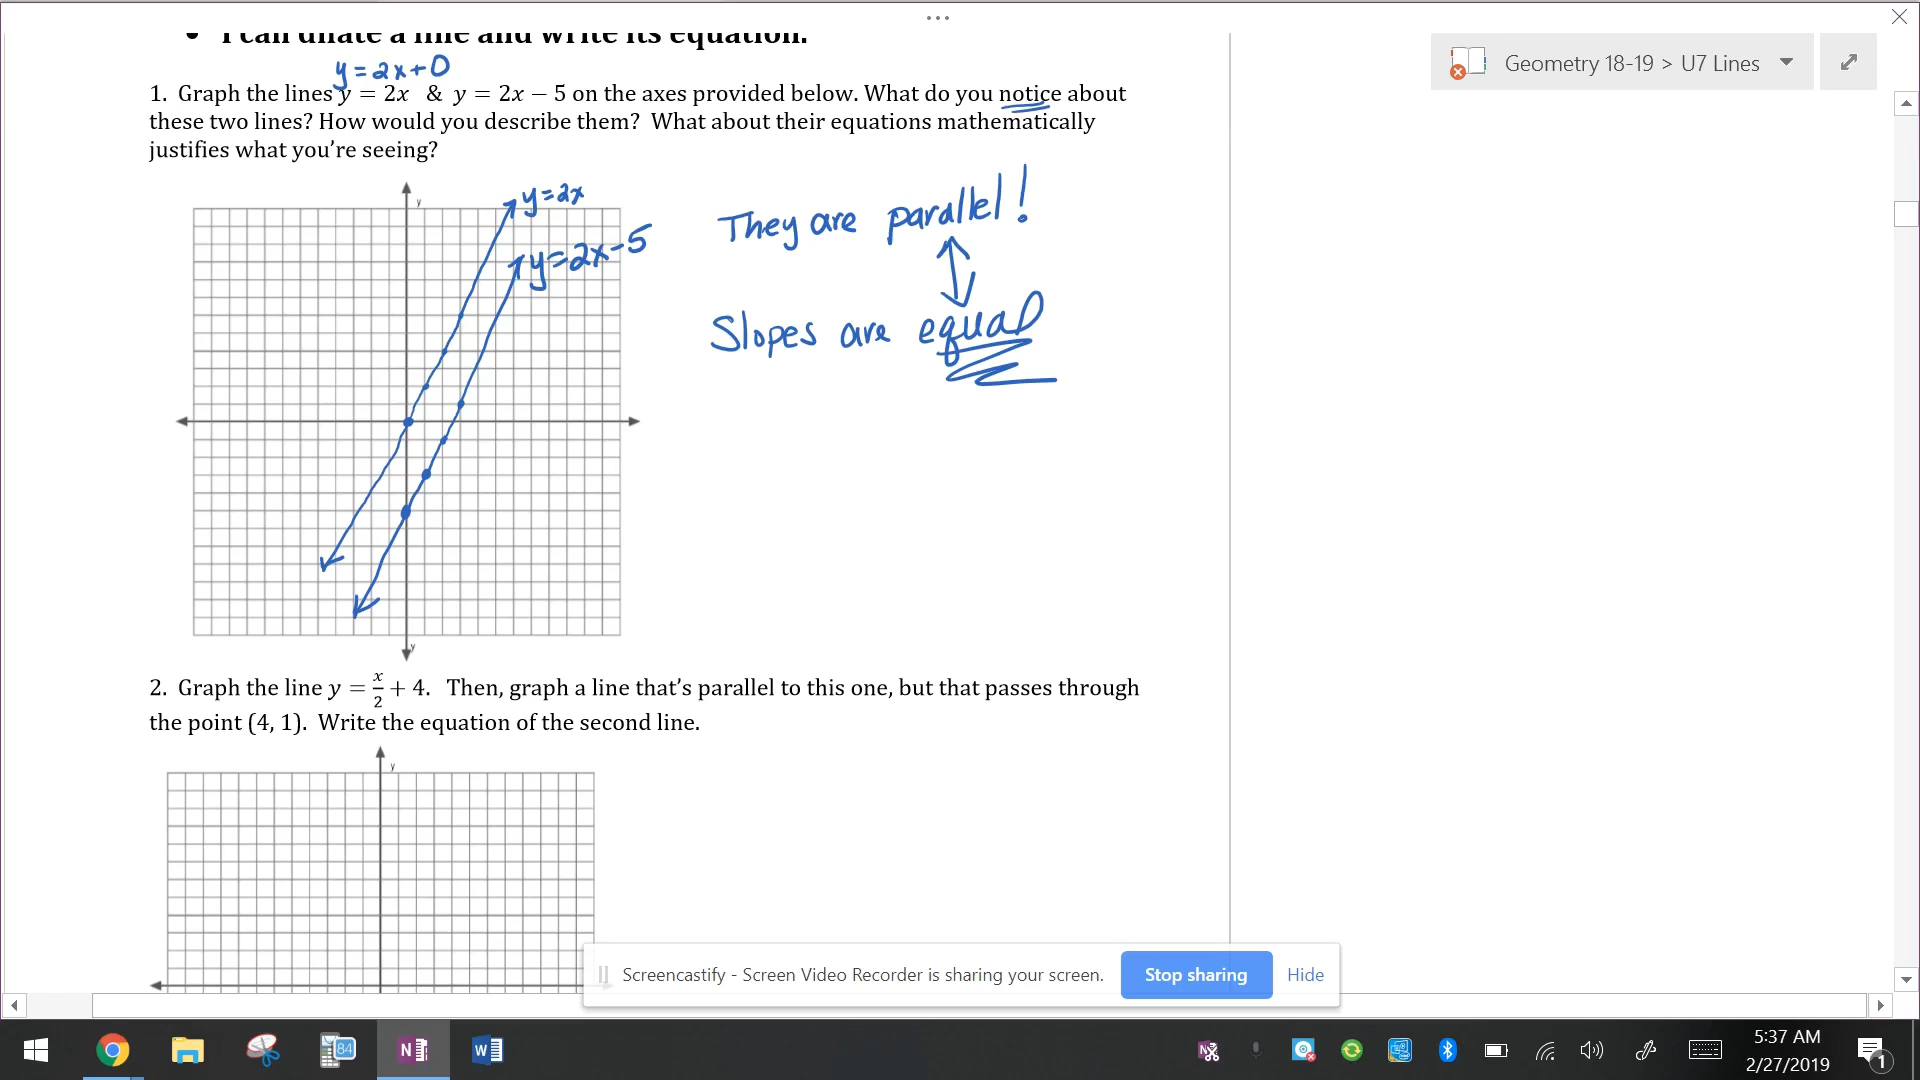 • I can dilate a line and write its equation.
y = 2x + 0
1. Graph the lines y = 2x & y = 2x − 5 on the axes provided below. What do you notice about
these two lines? How would you describe them? What about their equations mathematically
justifies what you're seeing?
y
y = 2x
y = 2x − 5
They are parallel!
Slopes are equal
y
2. Graph the line y = x/2 + 4. Then, graph a line that's parallel to this one, but that passes through
the point (4, 1). Write the equation of the second line.
y
Geometry 18-19 > U7 Lines
Screencastify - Screen Video Recorder is sharing your screen.
Stop sharing
Hide
84
N
W
5:37 AM
2/27/2019
1